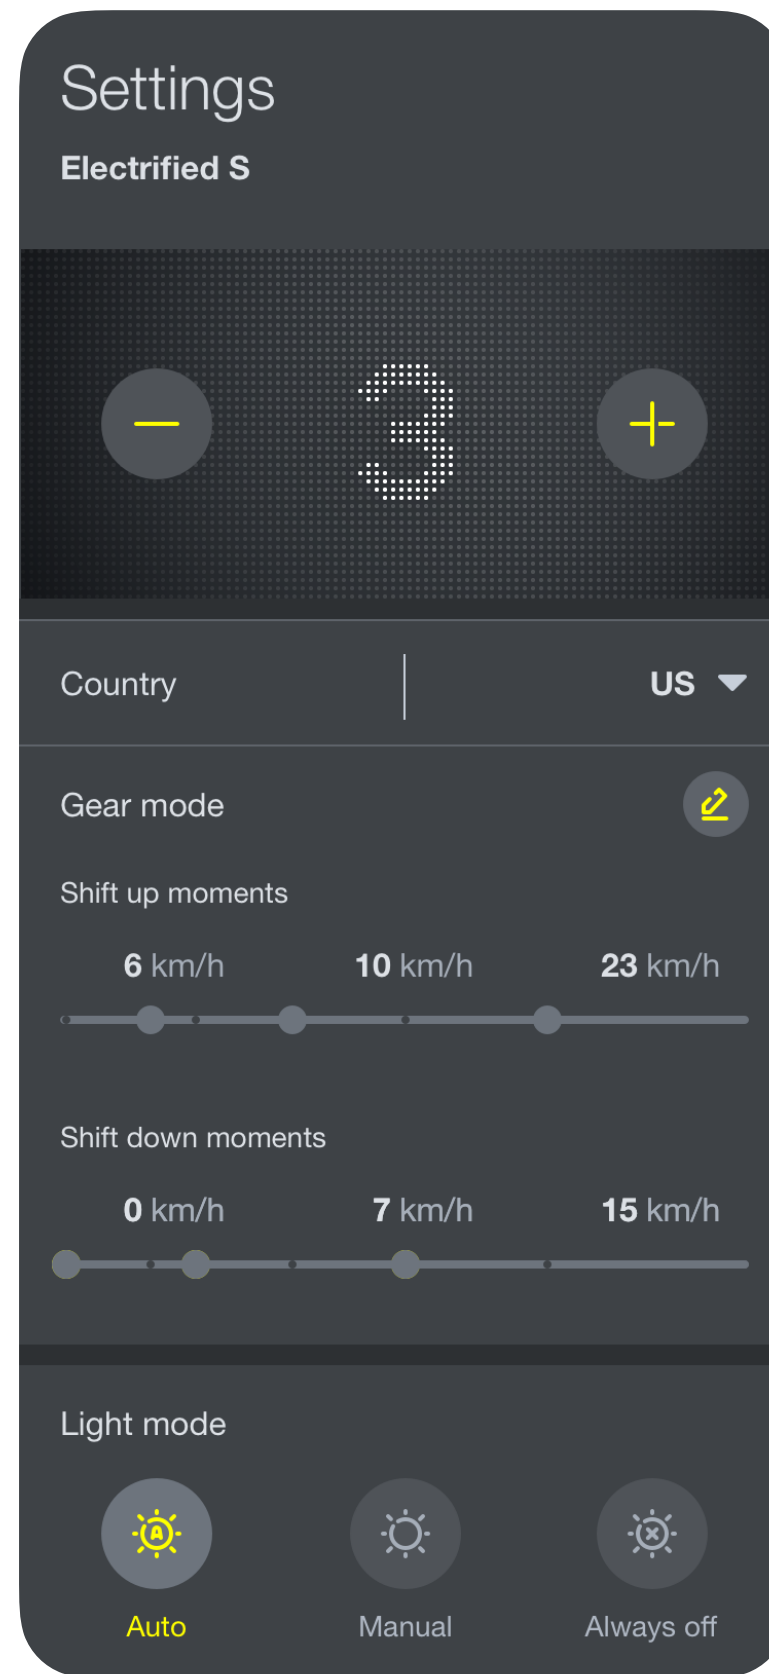 Settings
Electrified S
3
Country US
Gear mode
Shift up moments
6 km/h 10 km/h 23 km/h
Shift down moments
0 km/h 7 km/h 15 km/h
Light mode
A
Auto Manual Always off